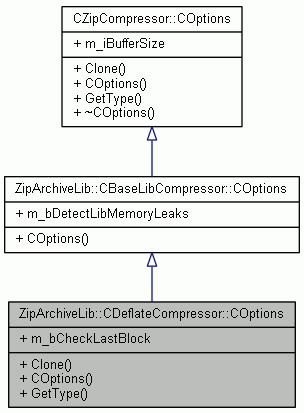 CZipCompressor::COptions
+ m_iBufferSize
+ Clone()
+ COptions()
+ GetType()
+ ~COptions()
ZipArchiveLib::CBaseLibCompressor::COptions
+ m_bDetectLibMemoryLeaks
+ COptions()
ZipArchiveLib::CDeflateCompressor::COptions
+ m_bCheckLastBlock
+ Clone()
+ COptions()
+ GetType()